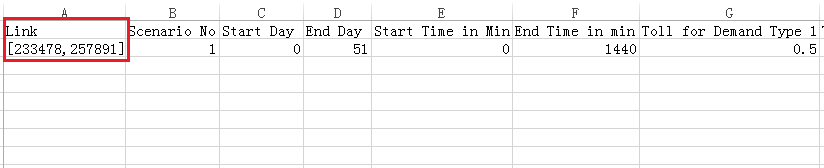 A B C D E F G
Link Scenario No Start Day End Day Start Time in Min End Time in min Toll for Demand Type 1
[233478,257891] 1 0 51 0 1440 0.5